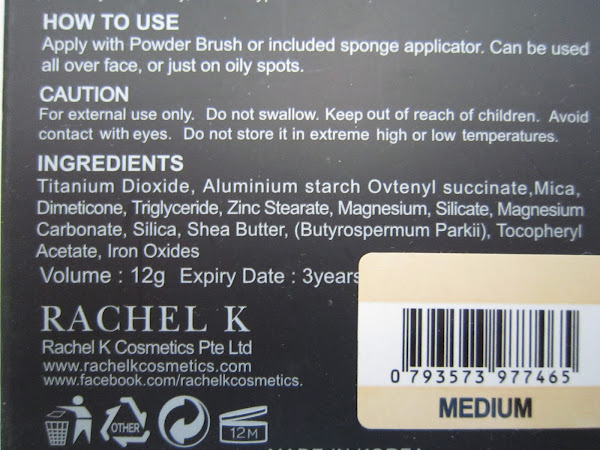 HOW TO USE
Apply with Powder Brush or included sponge applicator. Can be used
all over face, or just on oily spots.
CAUTION
For external use only. Do not swallow. Keep out of reach of children. Avoid
contact with eyes. Do not store it in extreme high or low temperatures.
INGREDIENTS
Titanium Dioxide, Aluminium starch Ovtenyl succinate,Mica,
Dimeticone, Triglyceride, Zinc Stearate, Magnesium, Silicate, Magnesium
Carbonate, Silica, Shea Butter, (Butyrospermum Parkii), Tocopheryl
Acetate, Iron Oxides
Volume : 12g Expiry Date : 3years
RACHEL K
Rachel K Cosmetics Pte Ltd
www.rachelkcosmetics.com
www.facebook.com/rachelkcosmetics.
0 793573 977465
MEDIUM
OTHER
12M